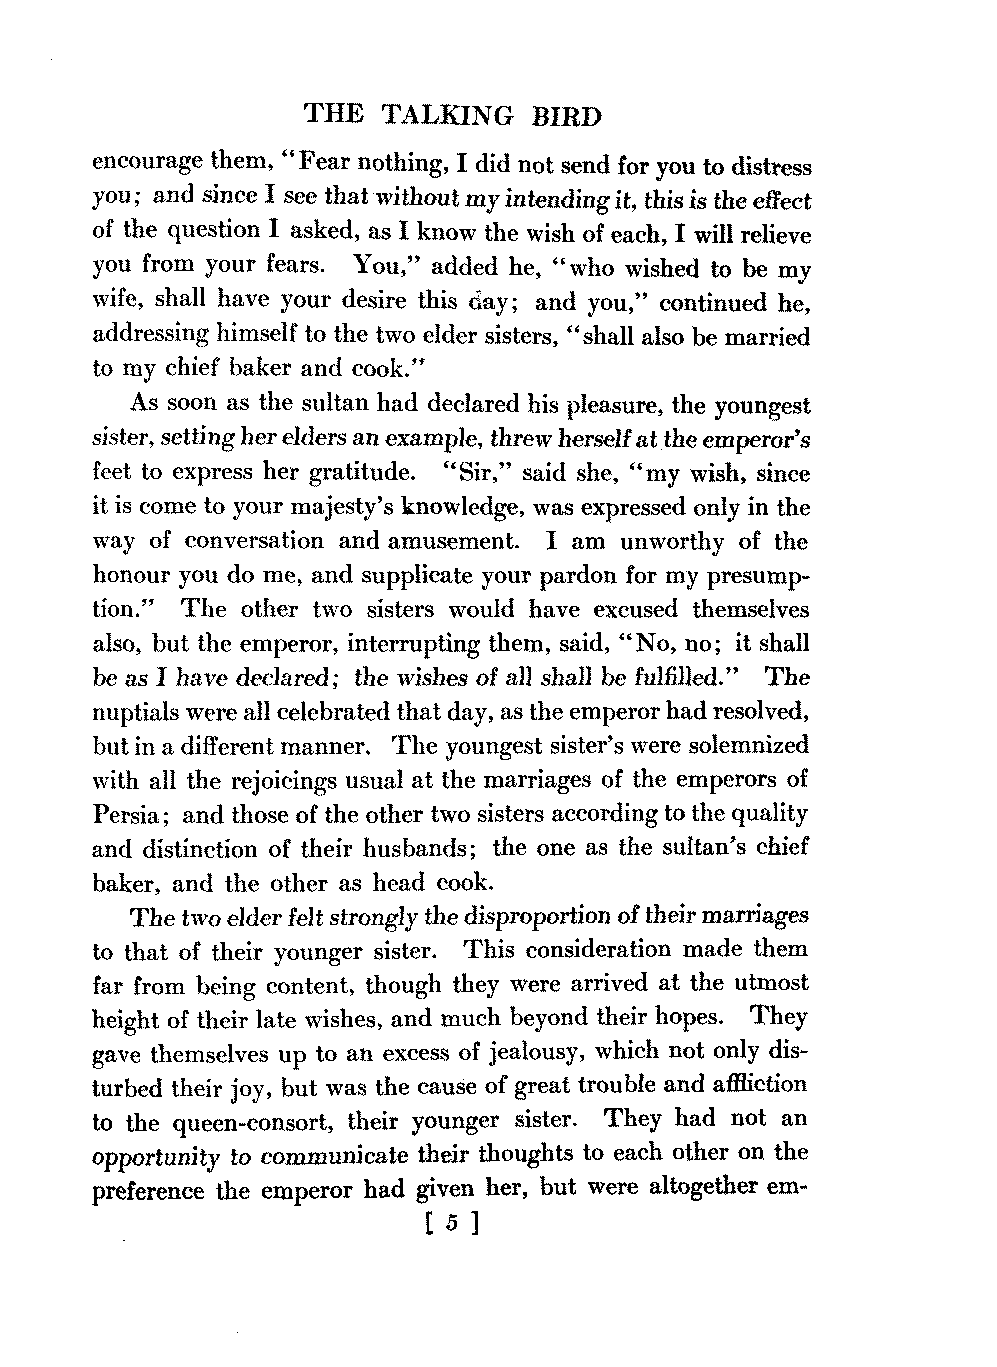 THE TALKING BIRD
encourage them, "Fear nothing, I did not send for you to distress
you; and since I see that without my intending it, this is the effect
of the question I asked, as I know the wish of each, I will relieve
you from your fears. You," added he, "who wished to be my
wife, shall have your desire this day; and you," continued he,
addressing himself to the two elder sisters, "shall also be married
to my chief baker and cook."
As soon as the sultan had declared his pleasure, the youngest
sister, setting her elders an example, threw herself at the emperor's
feet to express her gratitude. "Sir," said she, "my wish, since
it is come to your majesty's knowledge, was expressed only in the
way of conversation and amusement. I am unworthy of the
honour you do me, and supplicate your pardon for my presump-
tion." The other two sisters would have excused themselves
also, but the emperor, interrupting them, said, "No, no; it shall
be as I have declared; the wishes of all shall be fulfilled." The
nuptials were all celebrated that day, as the emperor had resolved,
but in a different manner. The youngest sister's were solemnized
with all the rejoicings usual at the marriages of the emperors of
Persia; and those of the other two sisters according to the quality
and distinction of their husbands; the one as the sultan's chief
baker, and the other as head cook.
The two elder felt strongly the disproportion of their marriages
to that of their younger sister. This consideration made them
far from being content, though they were arrived at the utmost
height of their late wishes, and much beyond their hopes. They
gave themselves up to an excess of jealousy, which not only dis-
turbed their joy, but was the cause of great trouble and affliction
to the queen-consort, their younger sister. They had not an
opportunity to communicate their thoughts to each other on the
preference the emperor had given her, but were altogether em-
[ 5 ]